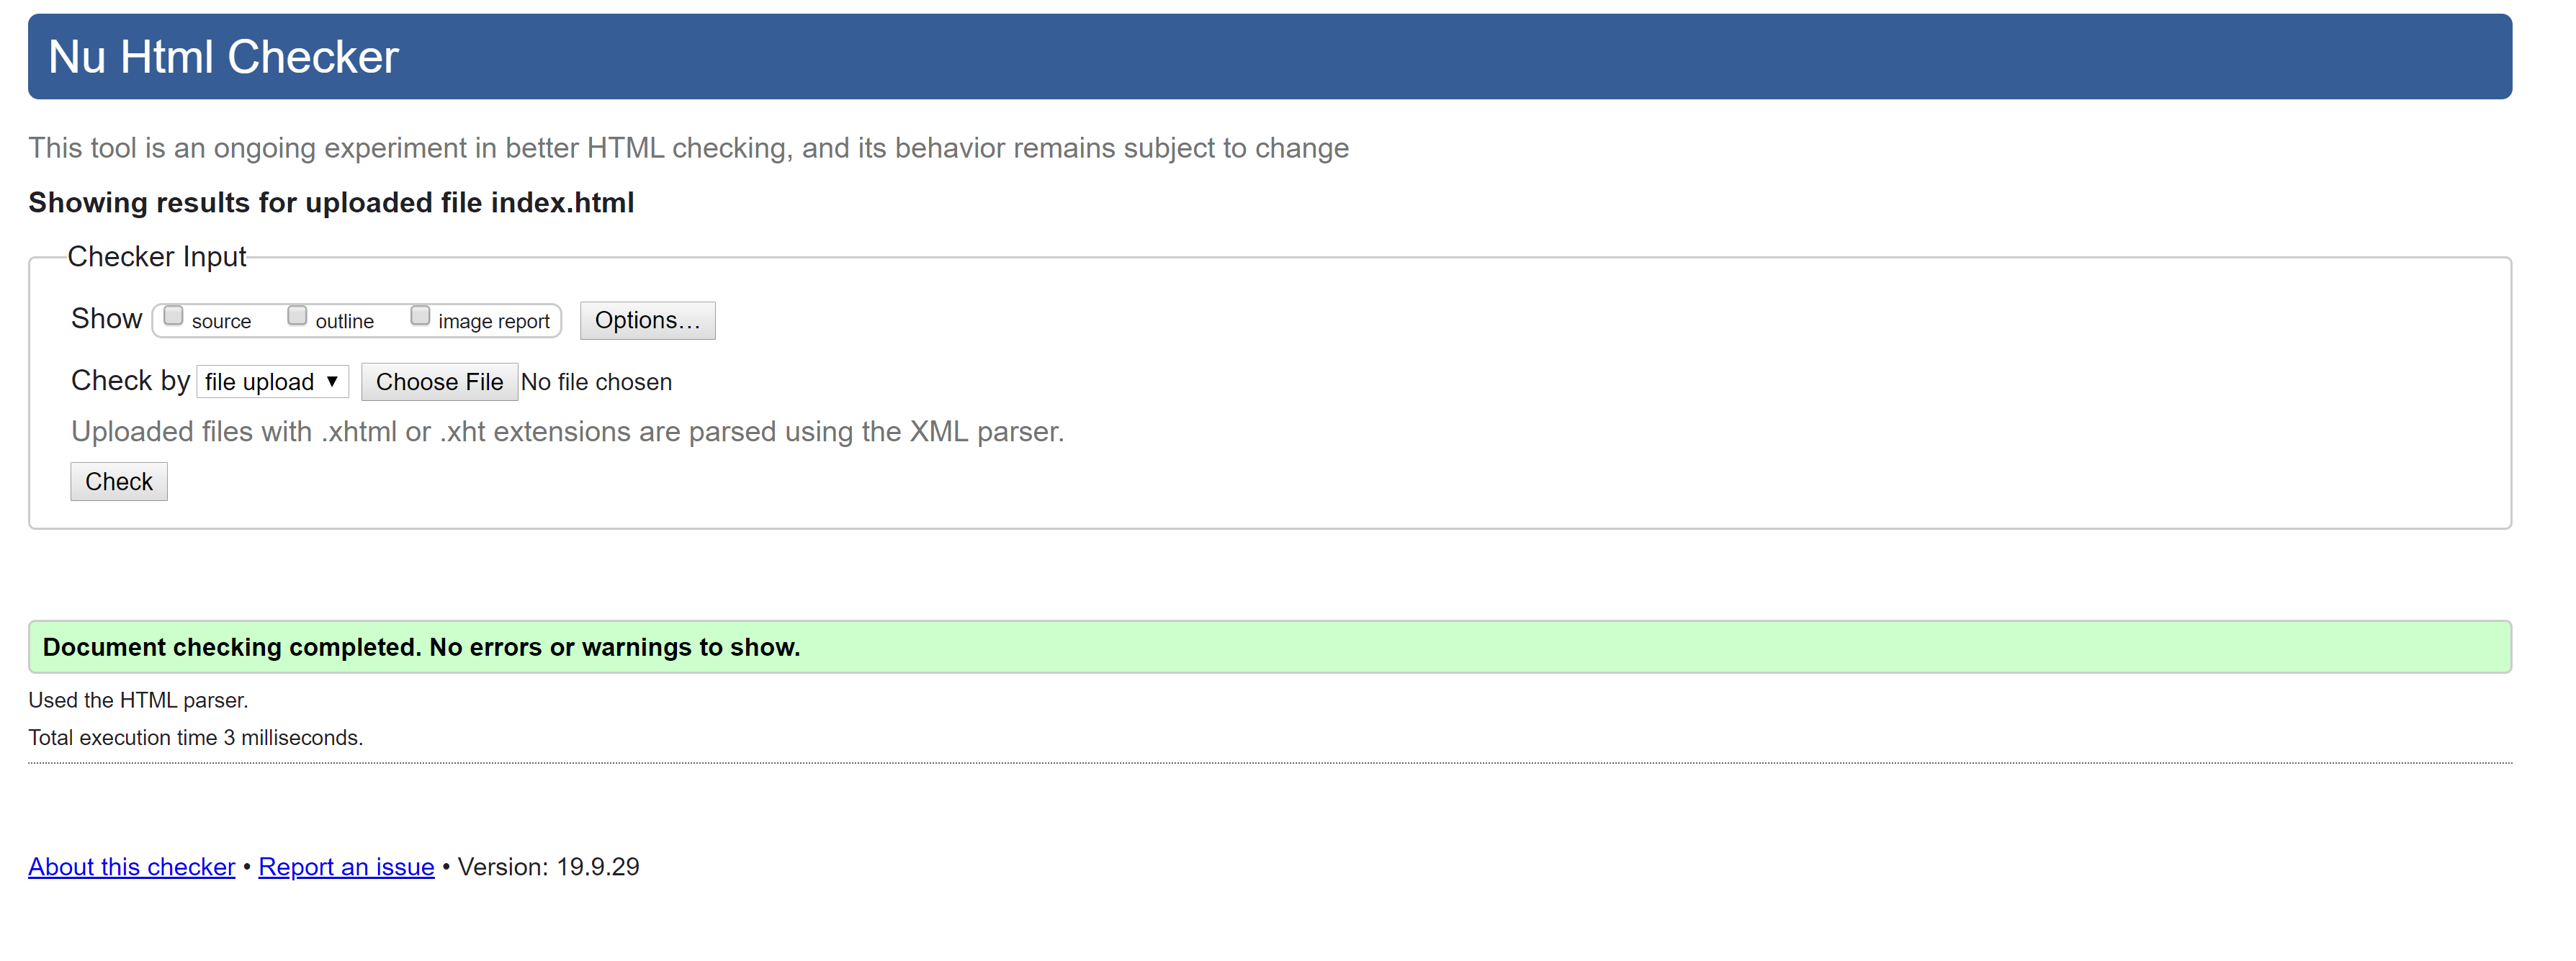 Nu Html Checker
This tool is an ongoing experiment in better HTML checking, and its behavior remains subject to change
Showing results for uploaded file index.html
Checker Input
Show source outline image report Options…
Check by file upload ▼ Choose File No file chosen
Uploaded files with .xhtml or .xht extensions are parsed using the XML parser.
Check
Document checking completed. No errors or warnings to show.
Used the HTML parser.
Total execution time 3 milliseconds.
About this checker • Report an issue • Version: 19.9.29